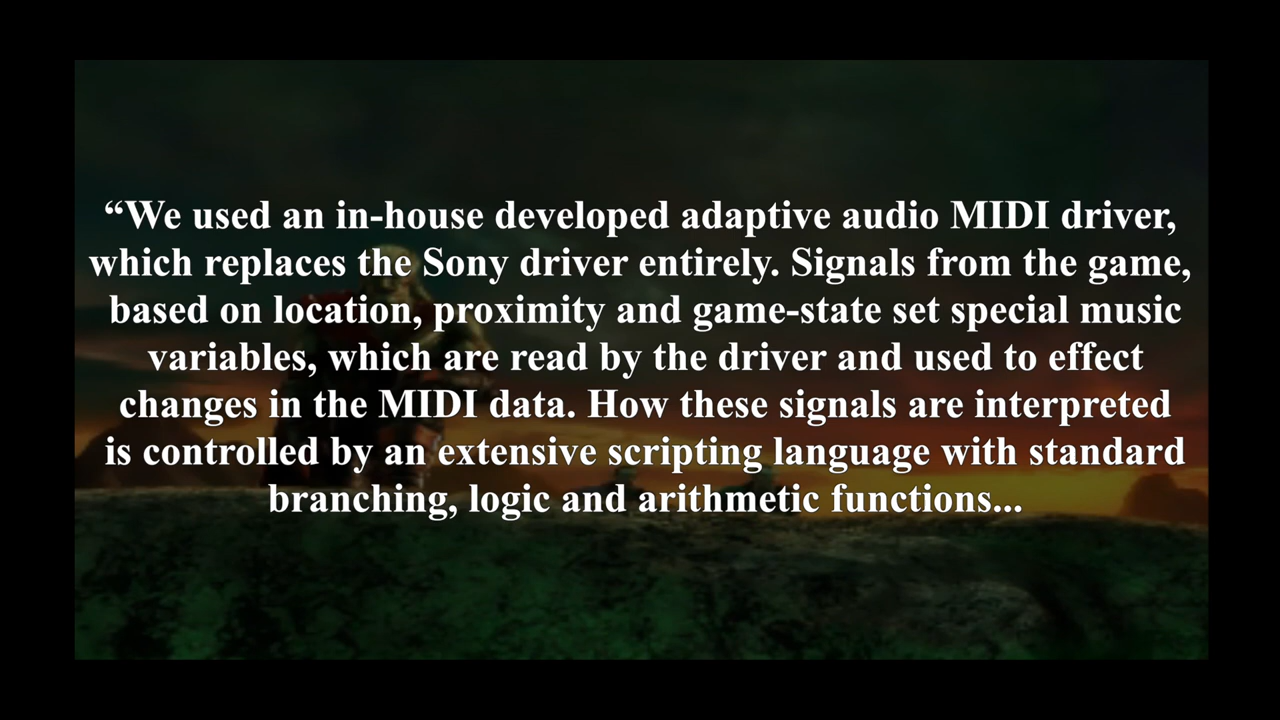 “We used an in-house developed adaptive audio MIDI driver,
which replaces the Sony driver entirely. Signals from the game,
based on location, proximity and game-state set special music
variables, which are read by the driver and used to effect
changes in the MIDI data. How these signals are interpreted
is controlled by an extensive scripting language with standard
branching, logic and arithmetic functions...